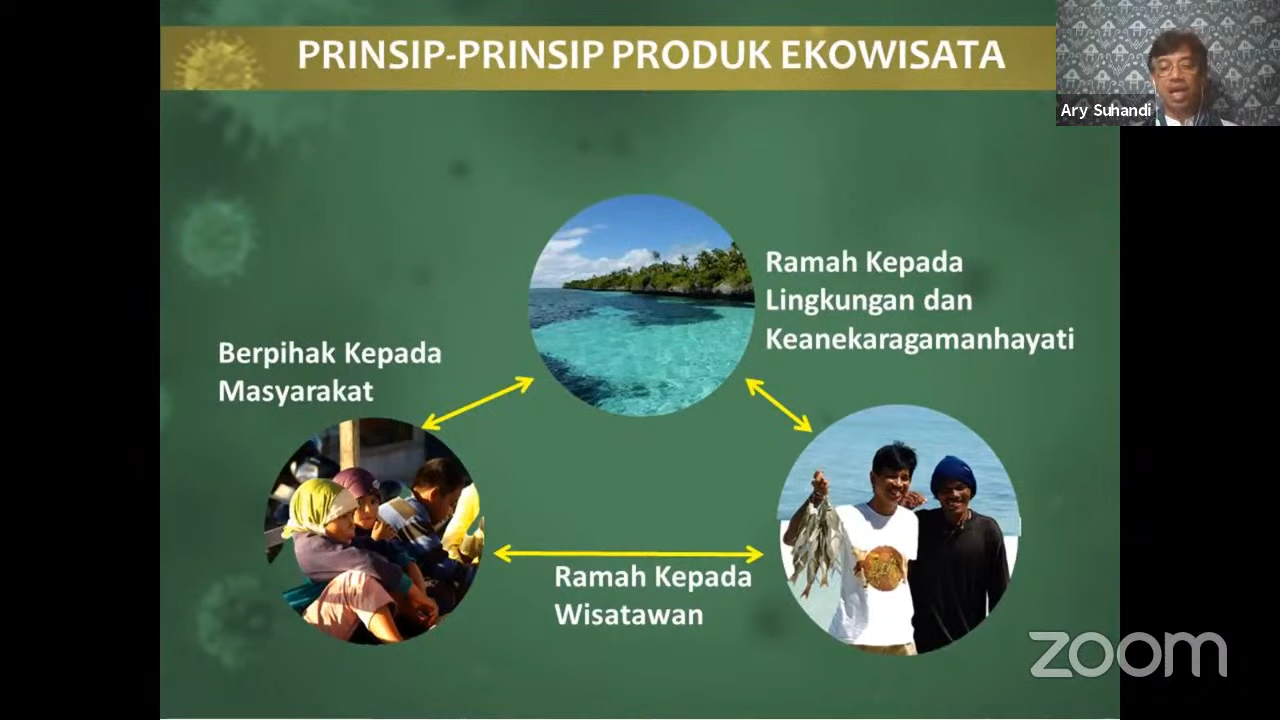 PRINSIP-PRINSIP PRODUK EKOWISATA
Ary Suhandi
Ramah Kepada
Lingkungan dan
Keanekaragamanhayati
Berpihak Kepada
Masyarakat
Ramah Kepada
Wisatawan
zoom